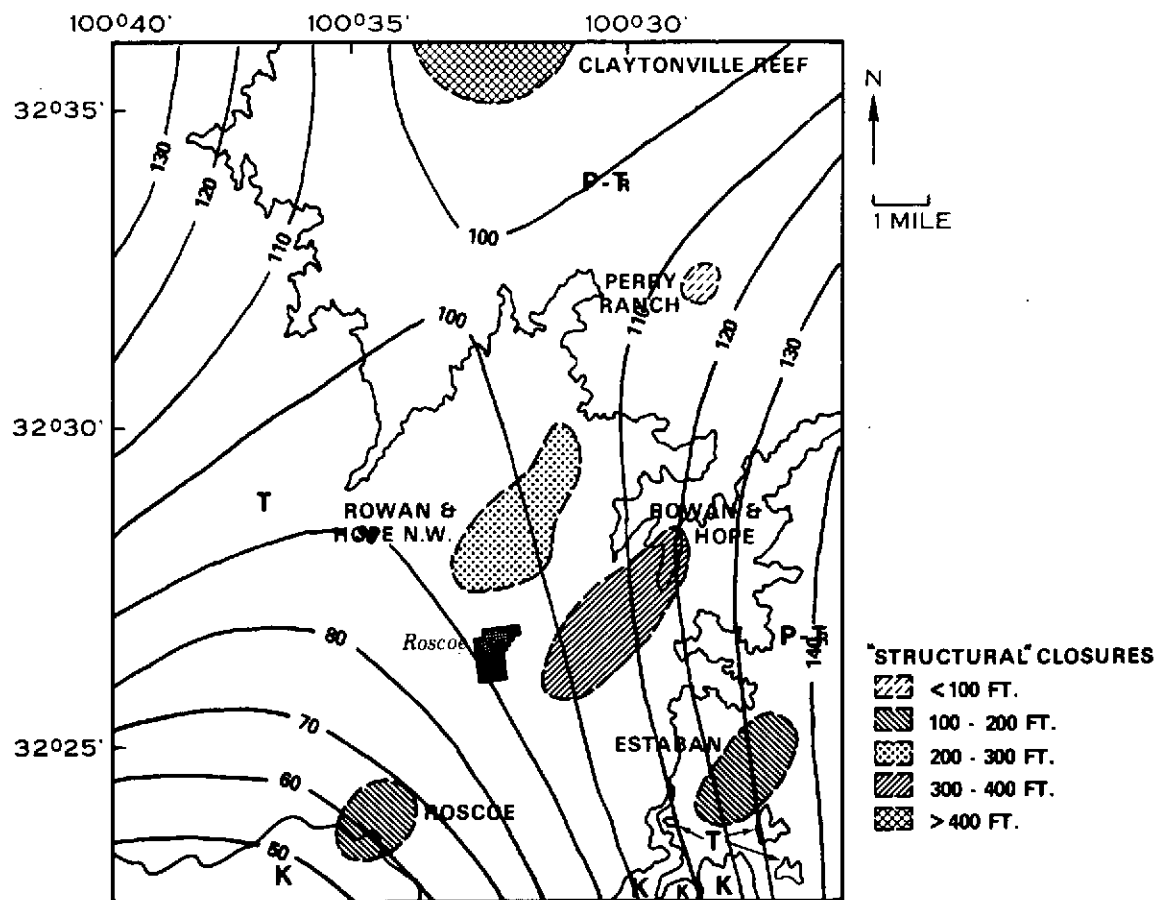 100°40' 100°35' 100°30'
CLAYTONVILLE REEF
N
32°35'
130
120
P-TR
1 MILE
110
100
PERRY
RANCH
100
110
120
130
32°30'
ROWAN &
HOPE N.W.
T
ROWAN &
HOPE
80
Roscoe
P-
140
"STRUCTURAL" CLOSURES
<100 FT.
100 - 200 FT.
200 - 300 FT.
300 - 400 FT.
>400 FT.
70
32°25'
ESTABAN
60
ROSCOE
T
50
K
K K K